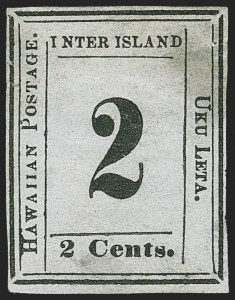 INTER ISLAND
HAWAIIAN POSTAGE.
2
UKU LETA.
2 Cents.